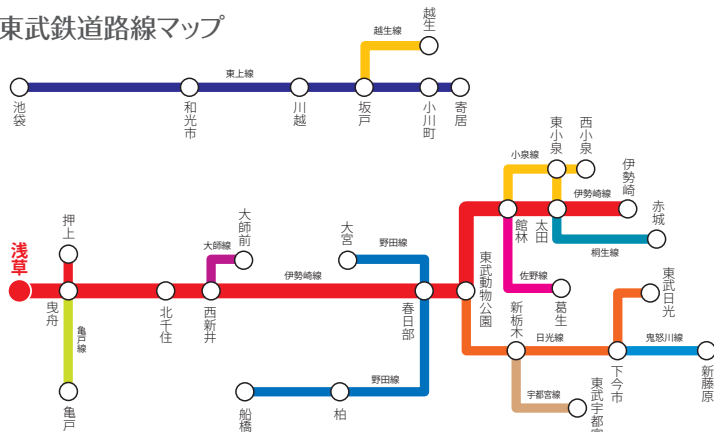 東武鉄道路線マップ
越生
越生線
東上線
池袋
和光市
川越
坂戸
小川町
寄居
東小泉
西小泉
小泉線
伊勢崎
伊勢崎線
赤城
館林
太田
桐生線
押上
大師前
大宮
大師線
野田線
浅草
伊勢崎線
東武動物公園
佐野線
葛生
東武日光
曳舟
北千住
西新井
春日部
新栃木
日光線
鬼怒川線
亀戸線
下今市
新藤原
野田線
亀戸
船橋
柏
宇都宮線
東武宇都宮